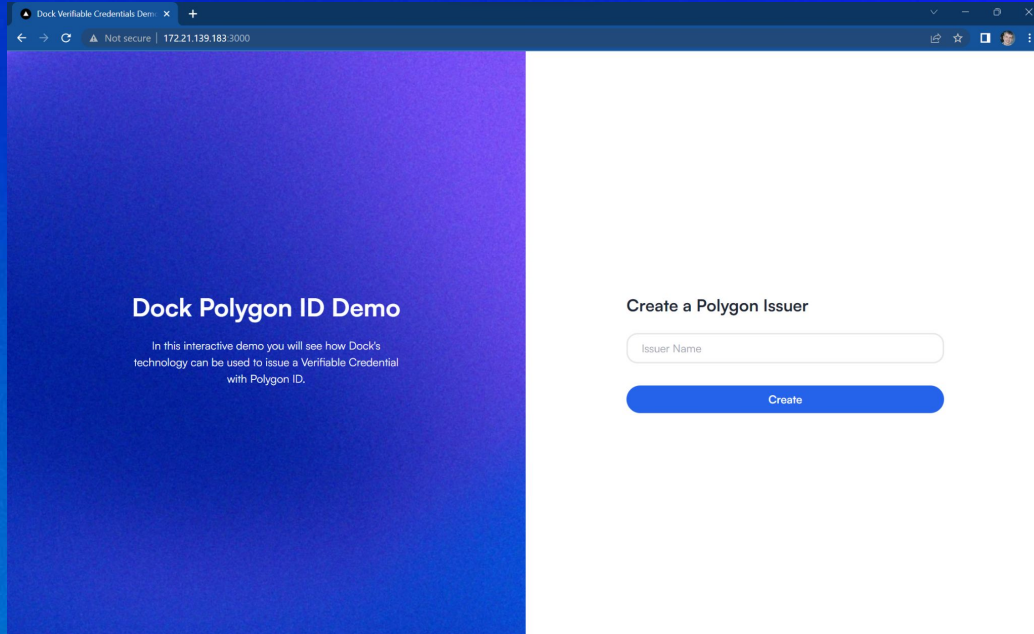 Dock Verifiable Credentials Dem
Not secure | 172.21.139.183:3000
Dock Polygon ID Demo
In this interactive demo you will see how Dock's
technology can be used to issue a Verifiable Credential
with Polygon ID.
Create a Polygon Issuer
Issuer Name
Create